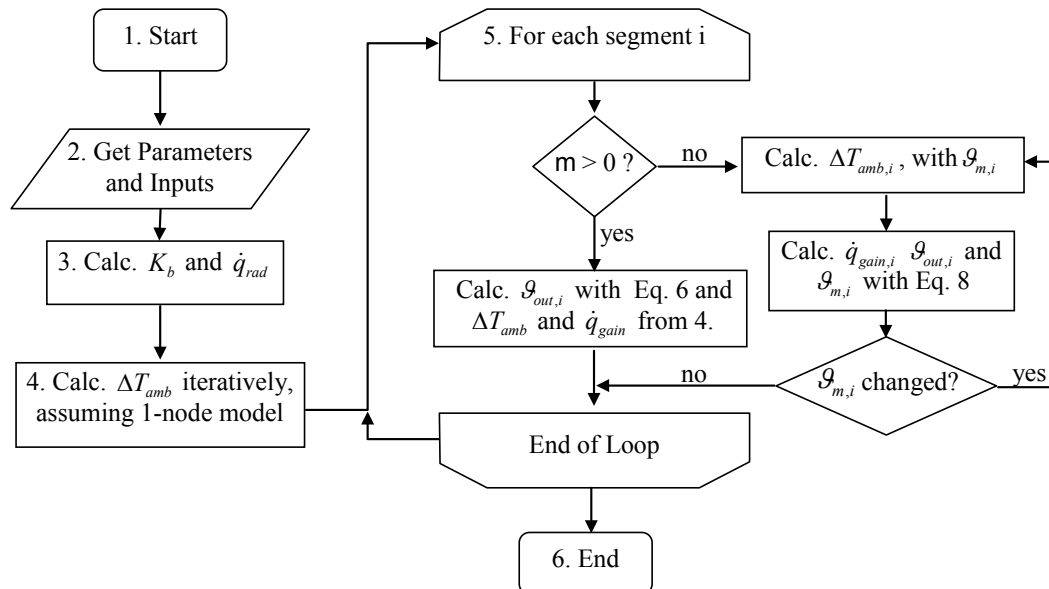 1. Start
2. Get Parameters
and Inputs
3. Calc. K_b and q̇_rad
4. Calc. ΔT_amb iteratively,
assuming 1-node model
5. For each segment i
m > 0 ?
no
yes
Calc. ΔT_amb,i , with ϑ_m,i
Calc. q̇_gain,i ϑ_out,i and
ϑ_m,i with Eq. 8
Calc. ϑ_out,i with Eq. 6 and
ΔT_amb and q̇_gain from 4.
ϑ_m,i changed?
no
yes
End of Loop
6. End